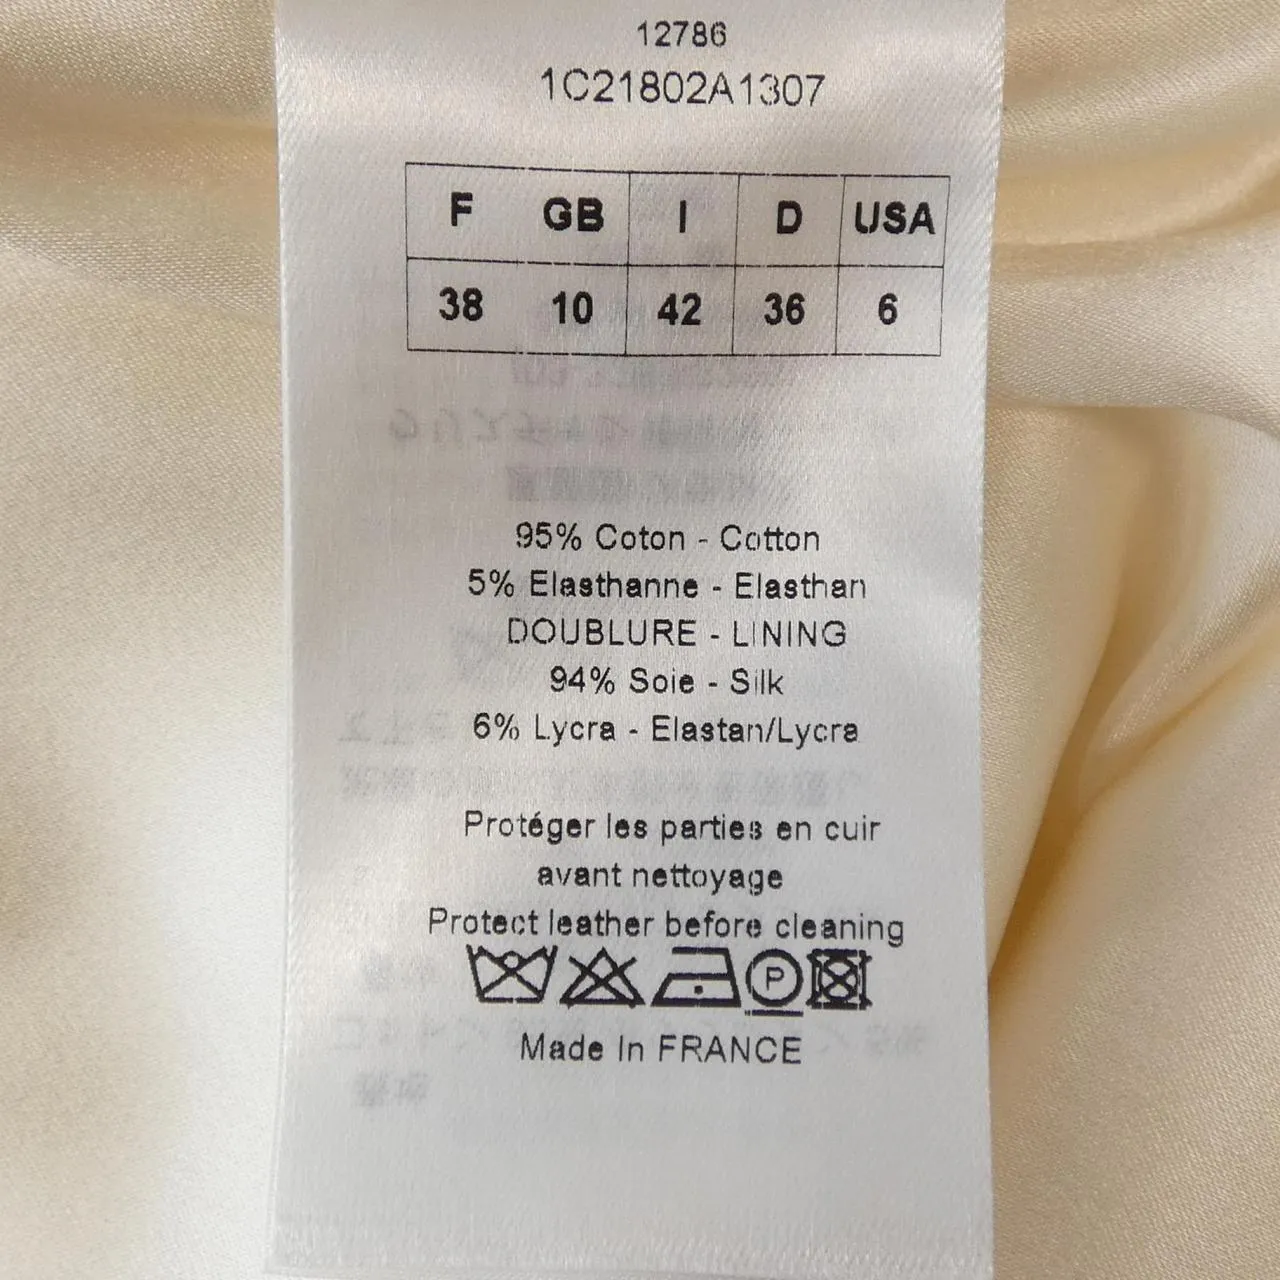 12786
1C21802A1307
F GB I D USA
38 10 42 36 6
95% Coton - Cotton
5% Elasthanne - Elasthan
DOUBLURE - LINING
94% Soie - Silk
6% Lycra - Elastan/Lycra
Protéger les parties en cuir
avant nettoyage
Protect leather before cleaning
P
Made In FRANCE